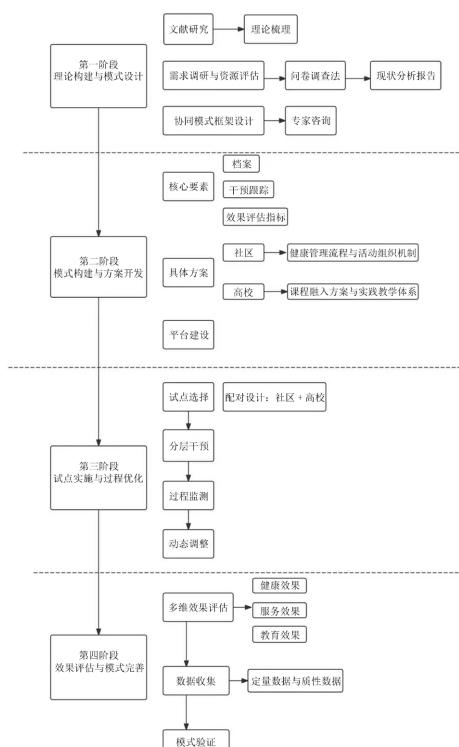 文献研究
理论梳理
第一阶段
理论构建与模式设计
需求调研与资源评估
问卷调查法
现状分析报告
协同模式框架设计
专家咨询
档案
核心要素
干预跟踪
效果评估指标
第二阶段
模式构建与方案开发
社区
健康管理流程与活动组织机制
具体方案
高校
课程融入方案与实践教学体系
平台建设
试点选择
配对设计：社区+高校
分层干预
第三阶段
试点实施与过程优化
过程监测
动态调整
健康效果
多维效果评估
服务效果
教育效果
第四阶段
效果评估与模式完善
数据收集
定量数据与质性数据
模式验证